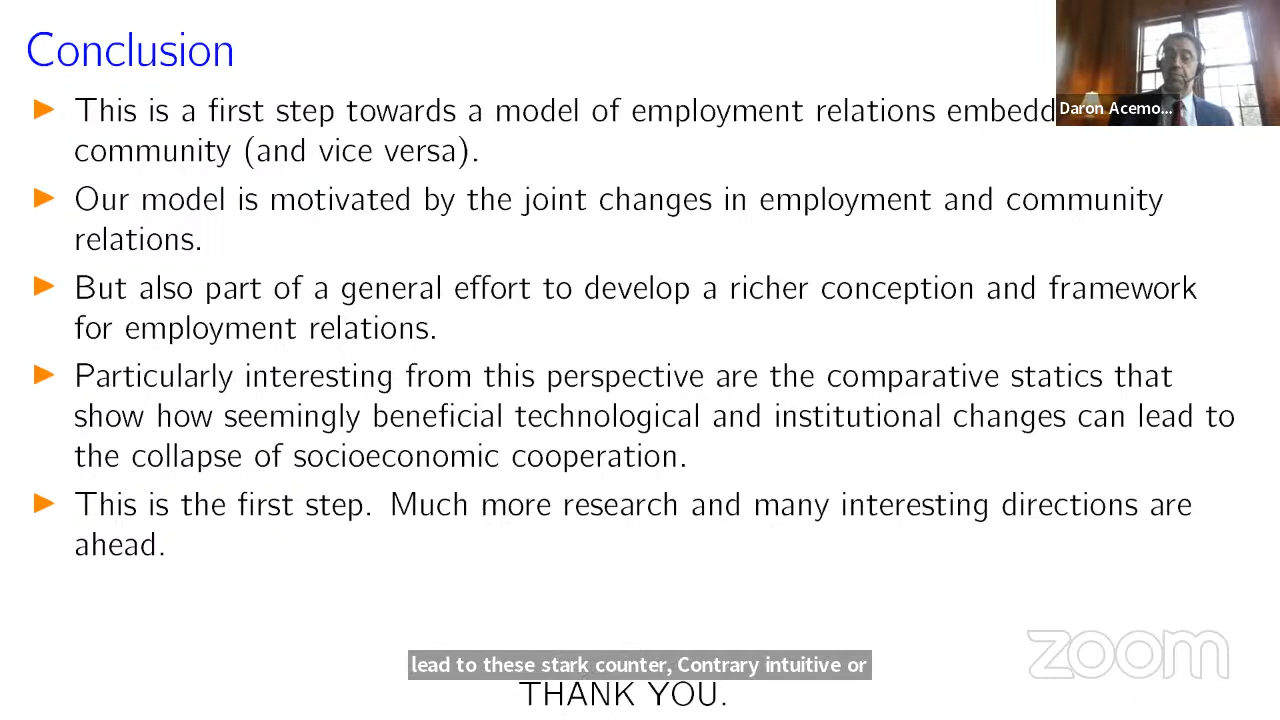 Conclusion
This is a first step towards a model of employment relations embedd
community (and vice versa).
Our model is motivated by the joint changes in employment and community
relations.
But also part of a general effort to develop a richer conception and framework
for employment relations.
Particularly interesting from this perspective are the comparative statics that
show how seemingly beneficial technological and institutional changes can lead to
the collapse of socioeconomic cooperation.
This is the first step. Much more research and many interesting directions are
ahead.
Daron Acemo...
lead to these stark counter, Contrary intuitive or
THANK YOU.
zoom